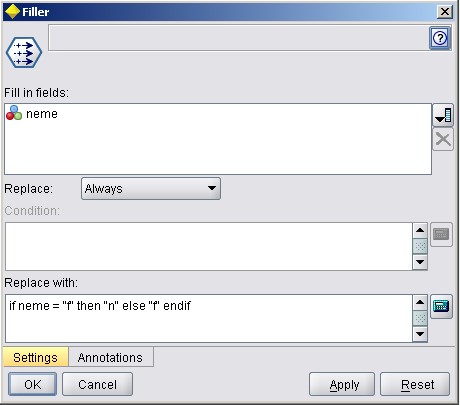 Filler
Fill in fields:
neme
Replace:
Always
Condition:
Replace with:
if neme = "f" then "n" else "f" endif
Settings
Annotations
OK
Cancel
Apply
Reset